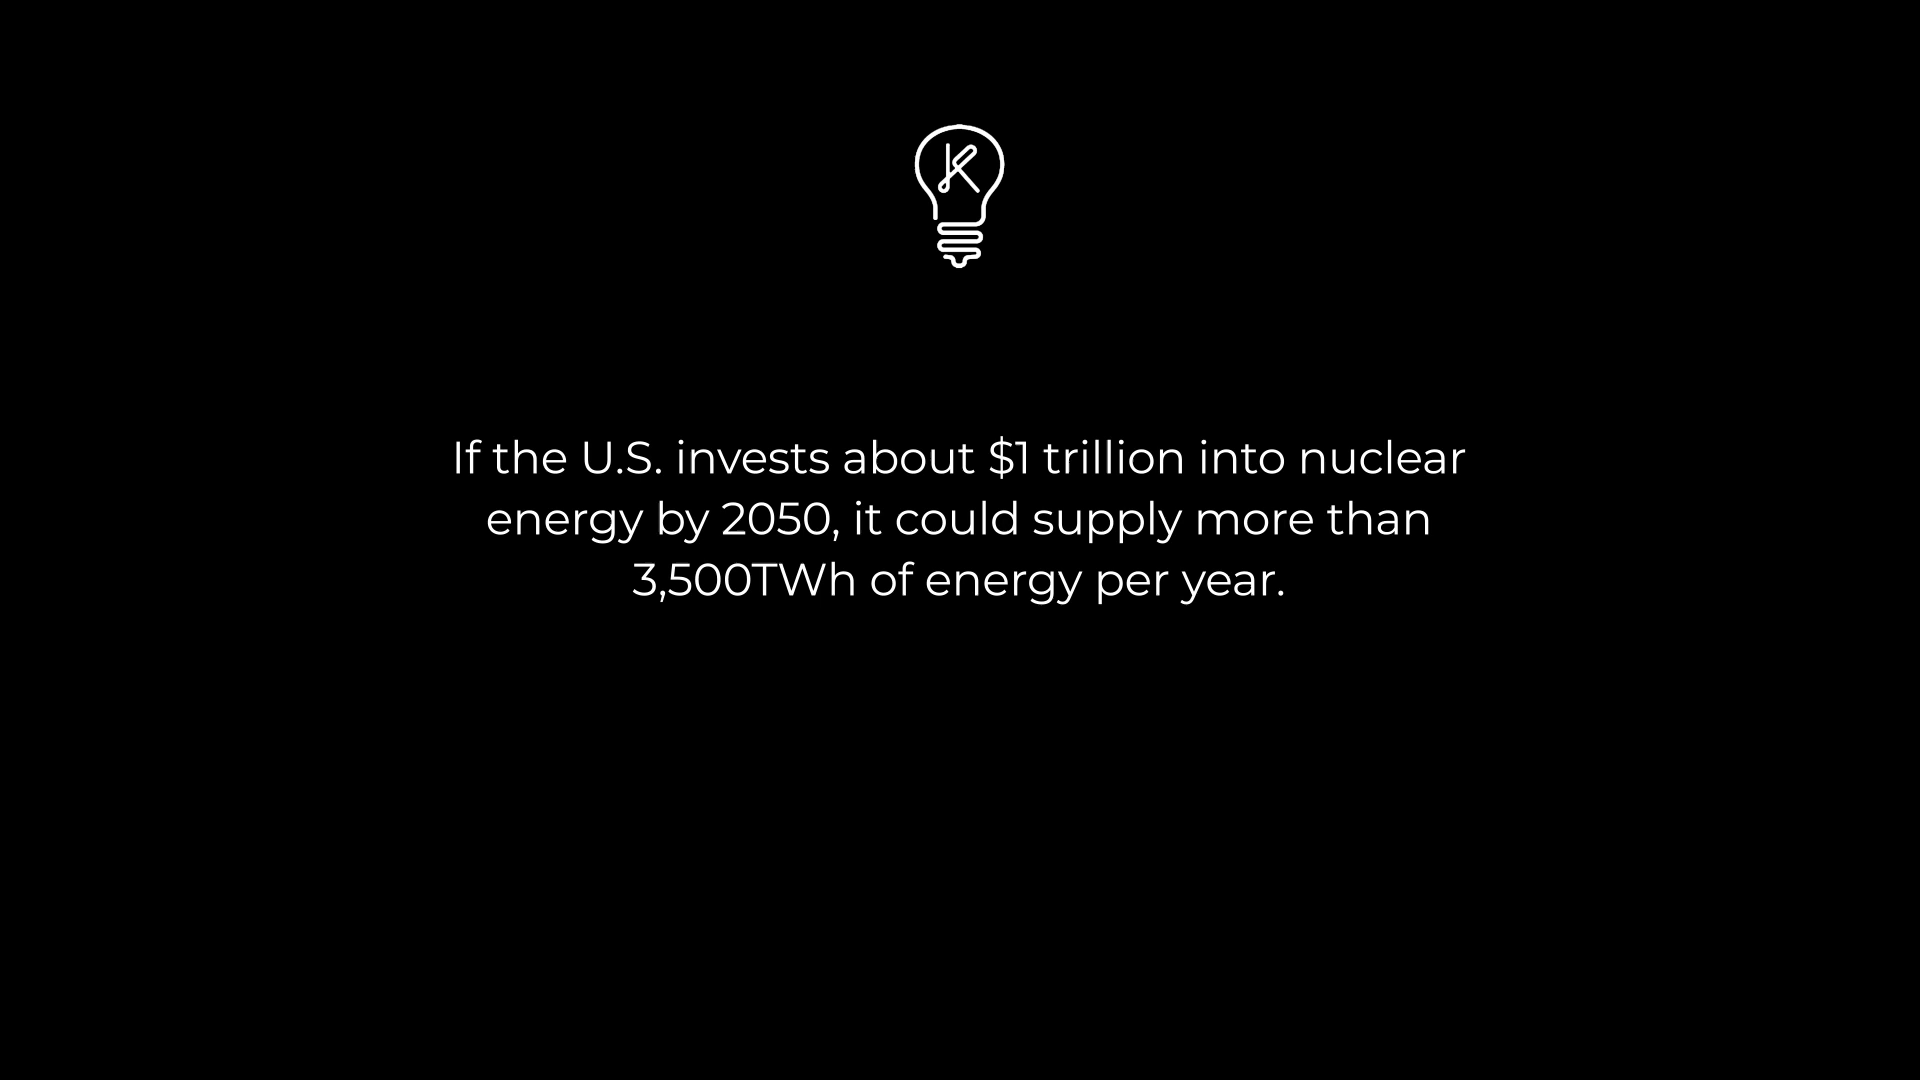 K
If the U.S. invests about $1 trillion into nuclear
energy by 2050, it could supply more than
3,500TWh of energy per year.